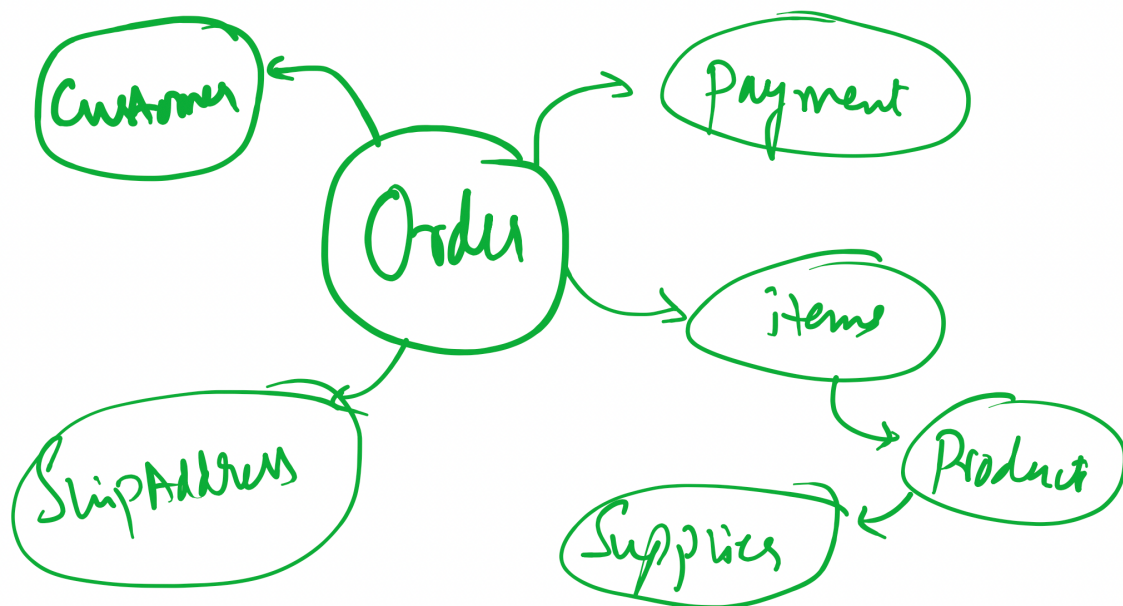 Customer
Payment
Order
items
ShipAddress
Product
Supplier